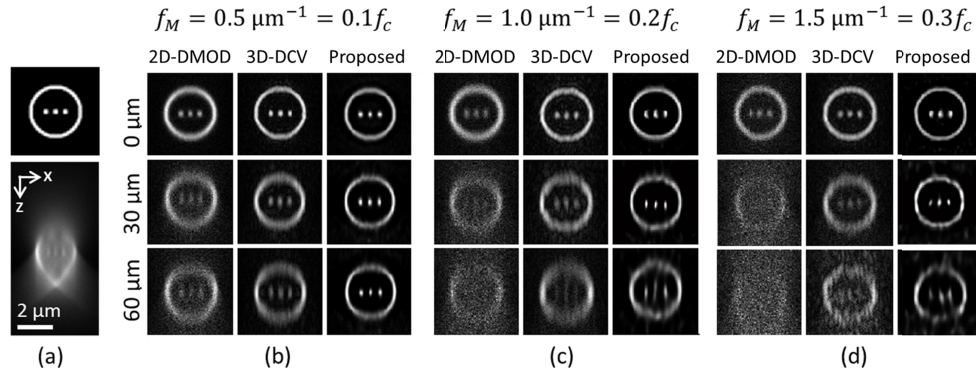 f_M = 0.5 μm⁻¹ = 0.1f_c
f_M = 1.0 μm⁻¹ = 0.2f_c
f_M = 1.5 μm⁻¹ = 0.3f_c
2D-DMOD 3D-DCV Proposed
2D-DMOD 3D-DCV Proposed
2D-DMOD 3D-DCV Proposed
0 μm
30 μm
60 μm
x
z
2 μm
(a)
(b)
(c)
(d)